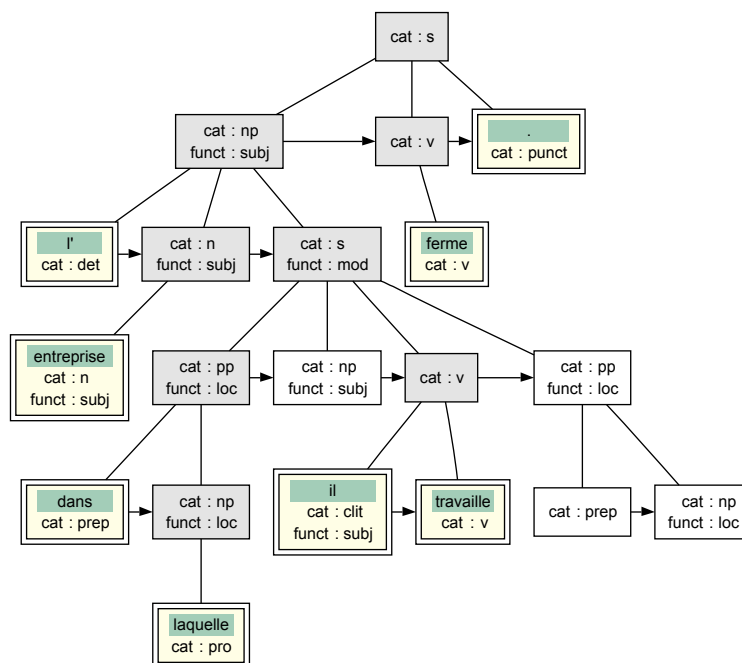 cat : s
cat : np
funct : subj
cat : v
.
cat : punct
l'
cat : det
cat : n
funct : subj
cat : s
funct : mod
ferme
cat : v
entreprise
cat : n
funct : subj
cat : pp
funct : loc
cat : np
funct : subj
cat : v
cat : pp
funct : loc
dans
cat : prep
cat : np
funct : loc
il
cat : clit
funct : subj
travaille
cat : v
cat : prep
cat : np
funct : loc
laquelle
cat : pro